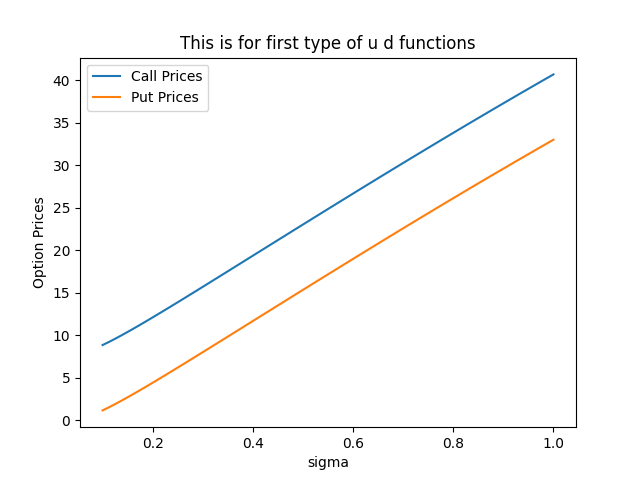 This is for first type of u d functions
Call Prices
Put Prices
Option Prices
40
35
30
25
20
15
10
5
0
0.2 0.4 0.6 0.8 1.0
sigma